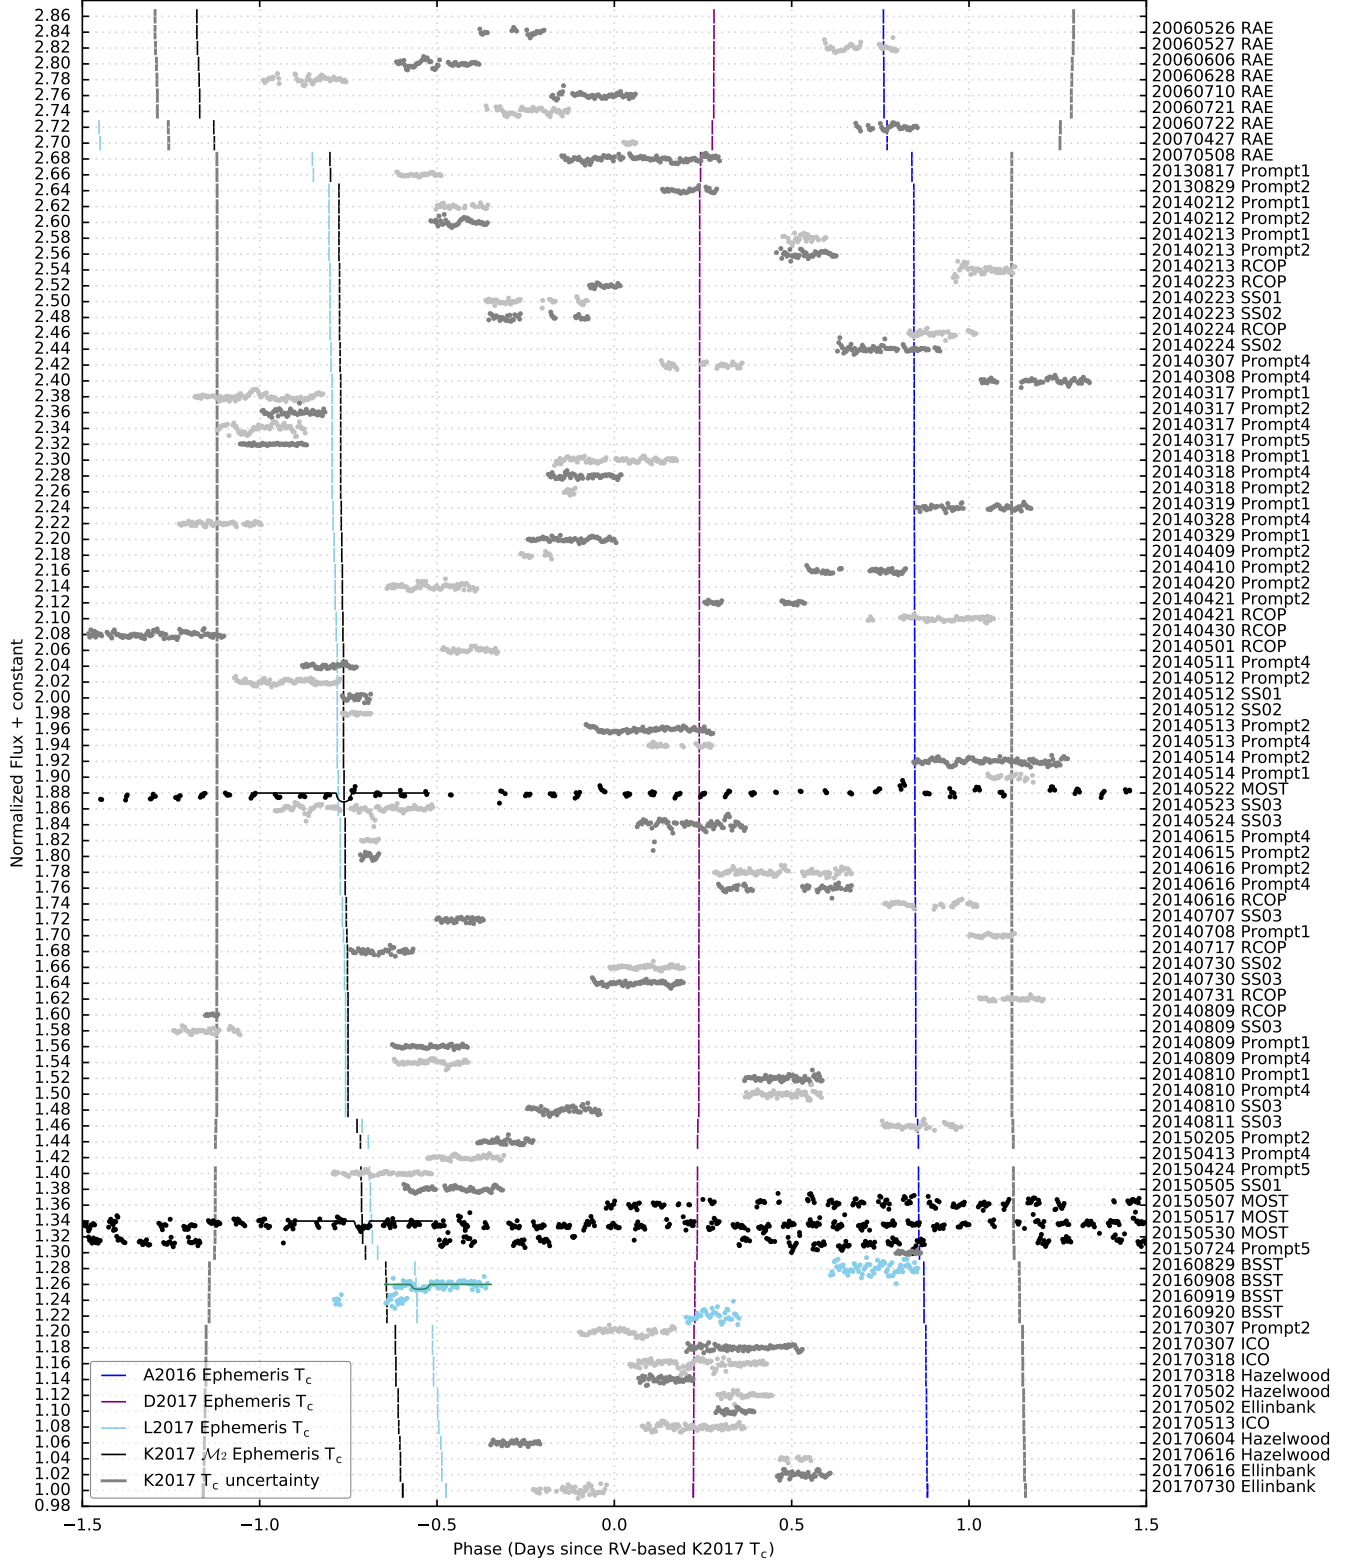 Normalized Flux + constant
2.86
2.84
2.82
2.80
2.78
2.76
2.74
2.72
2.70
2.68
2.66
2.64
2.62
2.60
2.58
2.56
2.54
2.52
2.50
2.48
2.46
2.44
2.42
2.40
2.38
2.36
2.34
2.32
2.30
2.28
2.26
2.24
2.22
2.20
2.18
2.16
2.14
2.12
2.10
2.08
2.06
2.04
2.02
2.00
1.98
1.96
1.94
1.92
1.90
1.88
1.86
1.84
1.82
1.80
1.78
1.76
1.74
1.72
1.70
1.68
1.66
1.64
1.62
1.60
1.58
1.56
1.54
1.52
1.50
1.48
1.46
1.44
1.42
1.40
1.38
1.36
1.34
1.32
1.30
1.28
1.26
1.24
1.22
1.20
1.18
1.16
1.14
1.12
1.10
1.08
1.06
1.04
1.02
1.00
0.98
20060526 RAE
20060527 RAE
20060606 RAE
20060628 RAE
20060710 RAE
20060721 RAE
20060722 RAE
20070427 RAE
20070508 RAE
20130817 Prompt1
20130829 Prompt2
20140212 Prompt1
20140212 Prompt2
20140213 Prompt1
20140213 Prompt2
20140213 RCOP
20140223 RCOP
20140223 SS01
20140223 SS02
20140224 RCOP
20140224 SS02
20140307 Prompt4
20140308 Prompt4
20140317 Prompt1
20140317 Prompt2
20140317 Prompt4
20140317 Prompt5
20140318 Prompt1
20140318 Prompt4
20140318 Prompt2
20140319 Prompt1
20140328 Prompt4
20140329 Prompt1
20140409 Prompt2
20140410 Prompt2
20140420 Prompt2
20140421 Prompt2
20140421 RCOP
20140430 RCOP
20140501 RCOP
20140511 Prompt4
20140512 Prompt2
20140512 SS01
20140512 SS02
20140513 Prompt2
20140513 Prompt4
20140514 Prompt2
20140514 Prompt1
20140522 MOST
20140523 SS03
20140524 SS03
20140615 Prompt4
20140615 Prompt2
20140616 Prompt2
20140616 Prompt4
20140616 RCOP
20140707 SS03
20140708 Prompt1
20140717 RCOP
20140730 SS02
20140730 SS03
20140731 RCOP
20140809 RCOP
20140809 SS03
20140809 Prompt1
20140809 Prompt4
20140810 Prompt1
20140810 Prompt4
20140810 SS03
20140811 SS03
20150205 Prompt2
20150413 Prompt4
20150424 Prompt5
20150505 SS01
20150507 MOST
20150517 MOST
20150530 MOST
20150724 Prompt5
20160829 BSST
20160908 BSST
20160919 BSST
20160920 BSST
20170307 Prompt2
20170307 ICO
20170318 ICO
20170318 Hazelwood
20170502 Hazelwood
20170502 Ellinbank
20170513 ICO
20170604 Hazelwood
20170616 Hazelwood
20170616 Ellinbank
20170730 Ellinbank
A2016 Ephemeris Tc
D2017 Ephemeris Tc
L2017 Ephemeris Tc
K2017 ℳ2 Ephemeris Tc
K2017 Tc uncertainty
−1.5 −1.0 −0.5 0.0 0.5 1.0 1.5
Phase (Days since RV-based K2017 Tc)